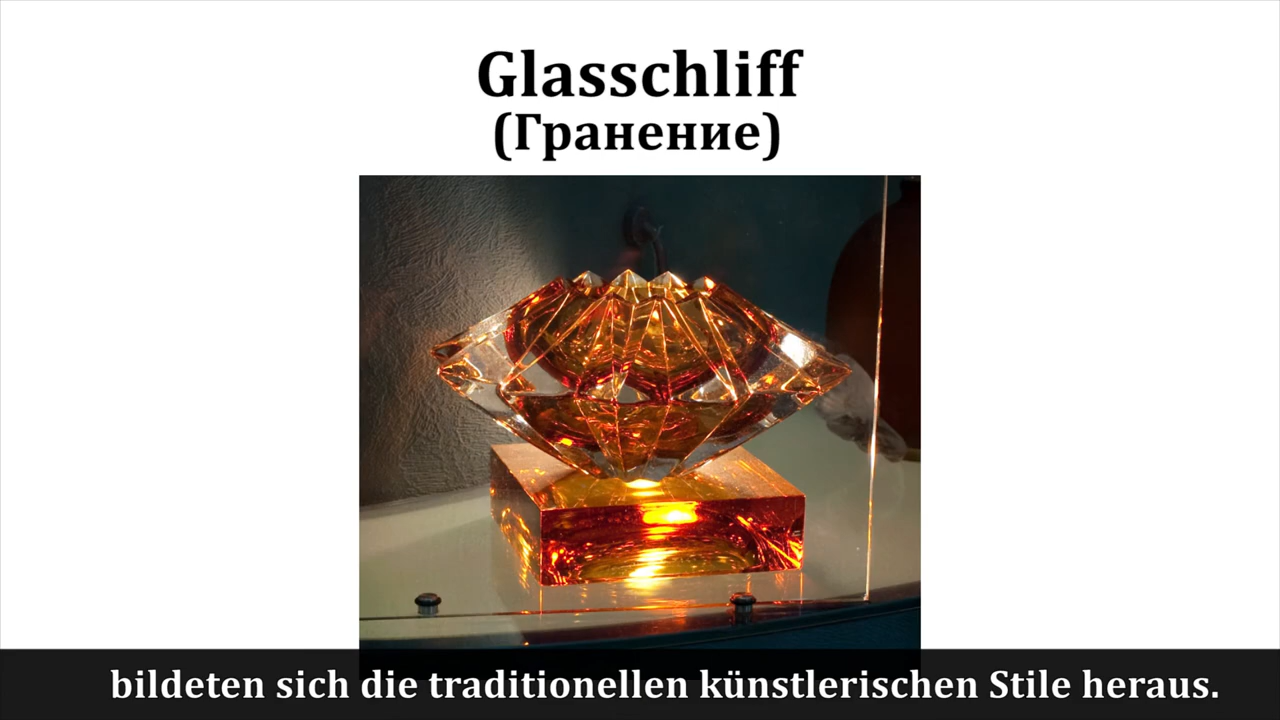 Glasschliff
(Гранение)
bildeten sich die traditionellen künstlerischen Stile heraus.